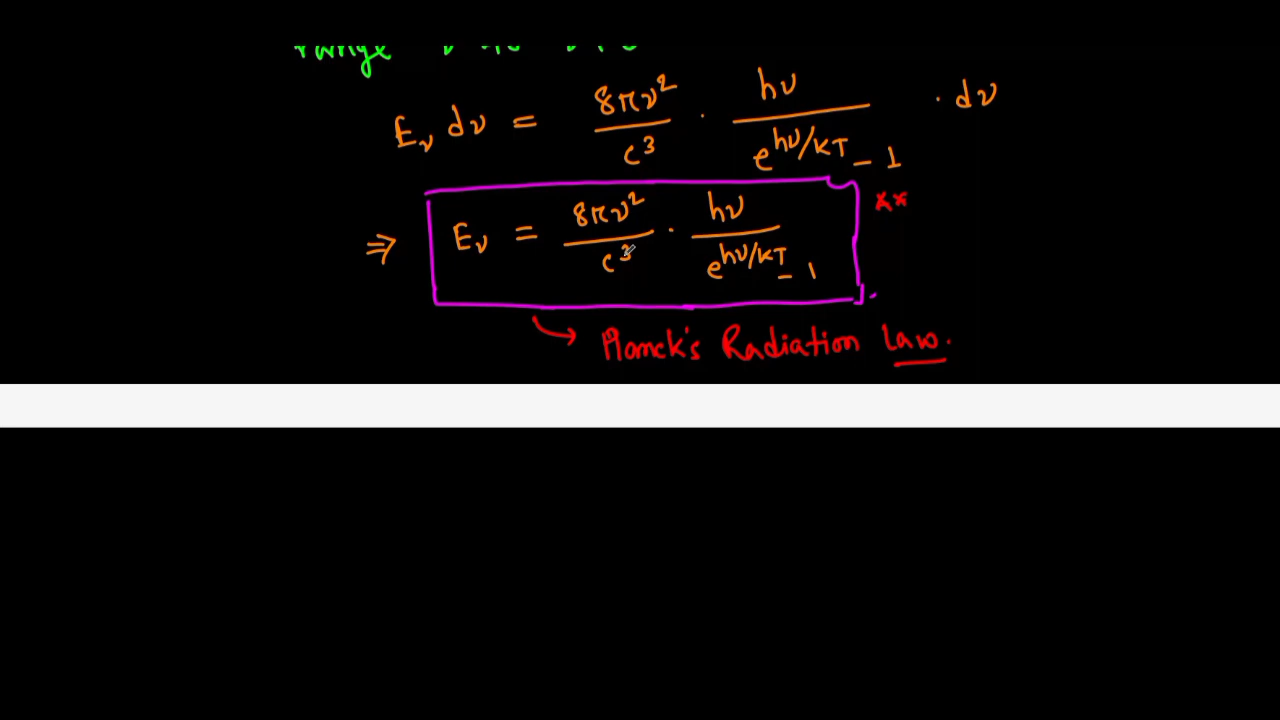 range
E_ν dν = 8πν²/c³ · hν/(e^{hν/KT} - 1) · dν
⇒ E_ν = 8πν²/c³ · hν/(e^{hν/KT} - 1) **
→ Planck's Radiation Law.